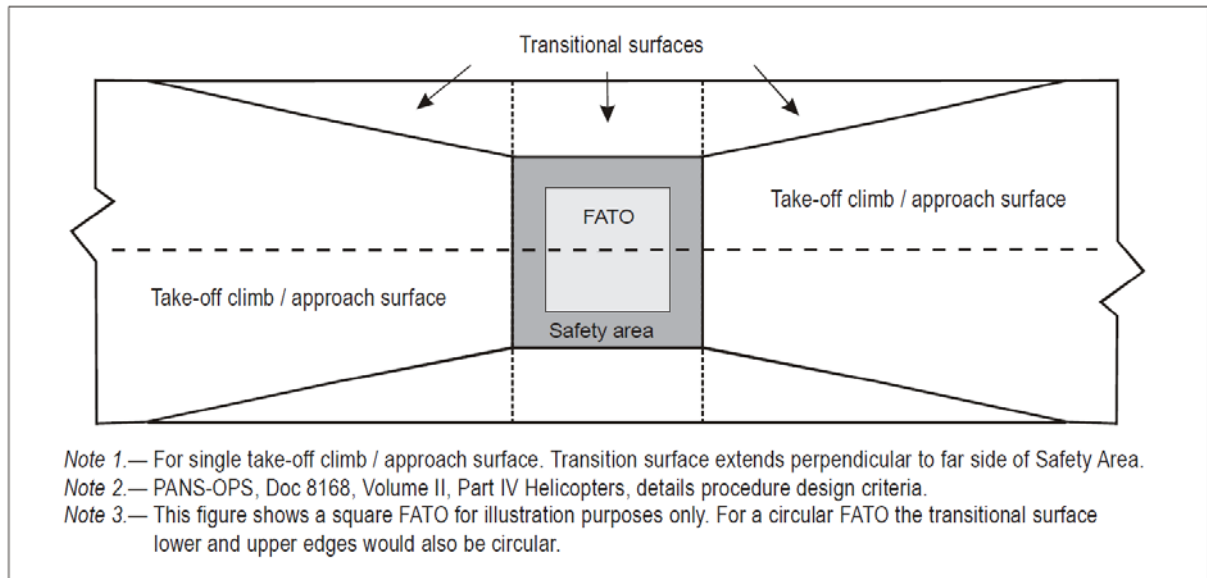 Transitional surfaces
FATO
Take-off climb / approach surface
Take-off climb / approach surface
Safety area
Note 1.— For single take-off climb / approach surface. Transition surface extends perpendicular to far side of Safety Area.
Note 2.— PANS-OPS, Doc 8168, Volume II, Part IV Helicopters, details procedure design criteria.
Note 3.— This figure shows a square FATO for illustration purposes only. For a circular FATO the transitional surface
lower and upper edges would also be circular.